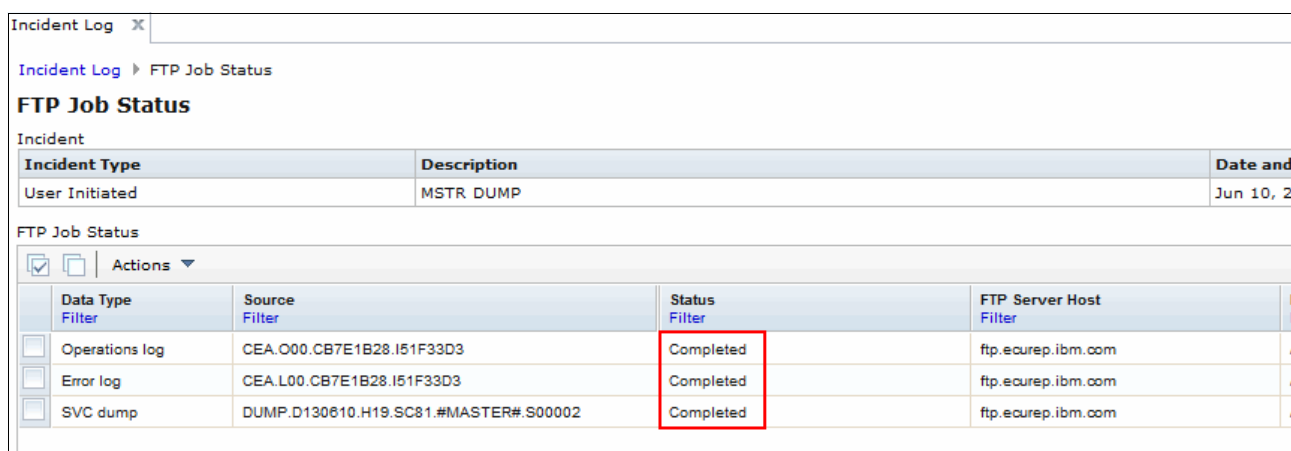 Incident Log X
Incident Log FTP Job Status
FTP Job Status
Incident
Incident Type Description Date and
User Initiated MSTR DUMP Jun 10, 2
FTP Job Status
Actions
Data Type Source Status FTP Server Host
Filter Filter Filter Filter
Operations log CEA.O00.CB7E1B28.I51F33D3 Completed ftp.ecurep.ibm.com
Error log CEA.L00.CB7E1B28.I51F33D3 Completed ftp.ecurep.ibm.com
SVC dump DUMP.D130610.H19.SC81.#MASTER#.S00002 Completed ftp.ecurep.ibm.com